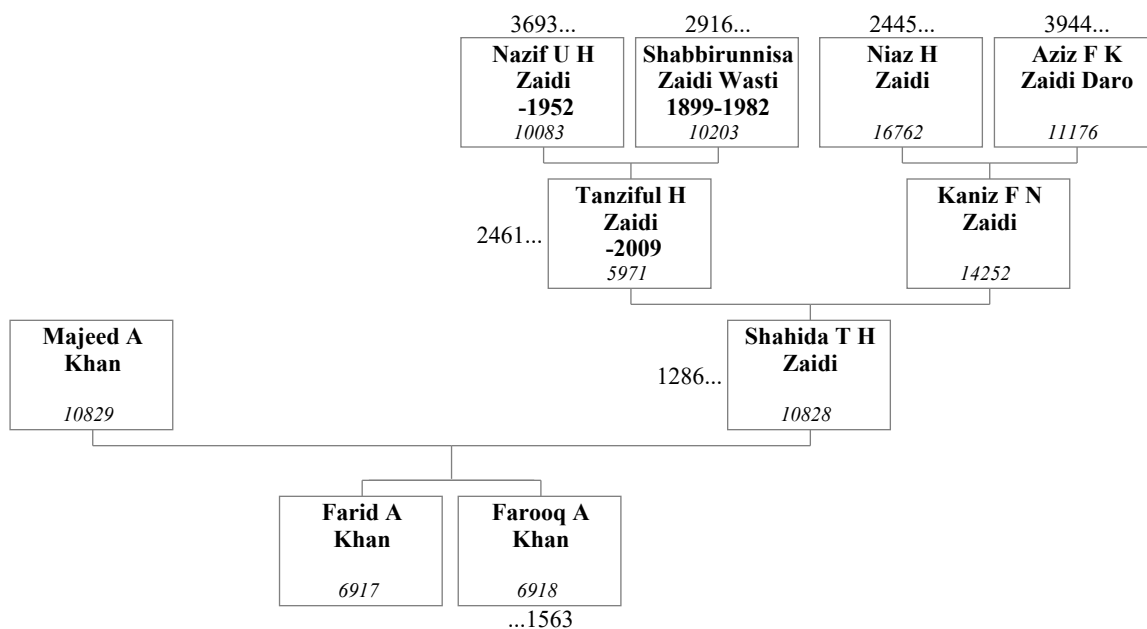 3693...
2916...
2445...
3944...
Nazif U H
Zaidi
-1952
10083
Shabbirunnisa
Zaidi Wasti
1899-1982
10203
Niaz H
Zaidi
16762
Aziz F K
Zaidi Daro
11176
2461...
Tanziful H
Zaidi
-2009
5971
Kaniz F N
Zaidi
14252
Majeed A
Khan
10829
1286...
Shahida T H
Zaidi
10828
Farid A
Khan
6917
Farooq A
Khan
6918
...1563